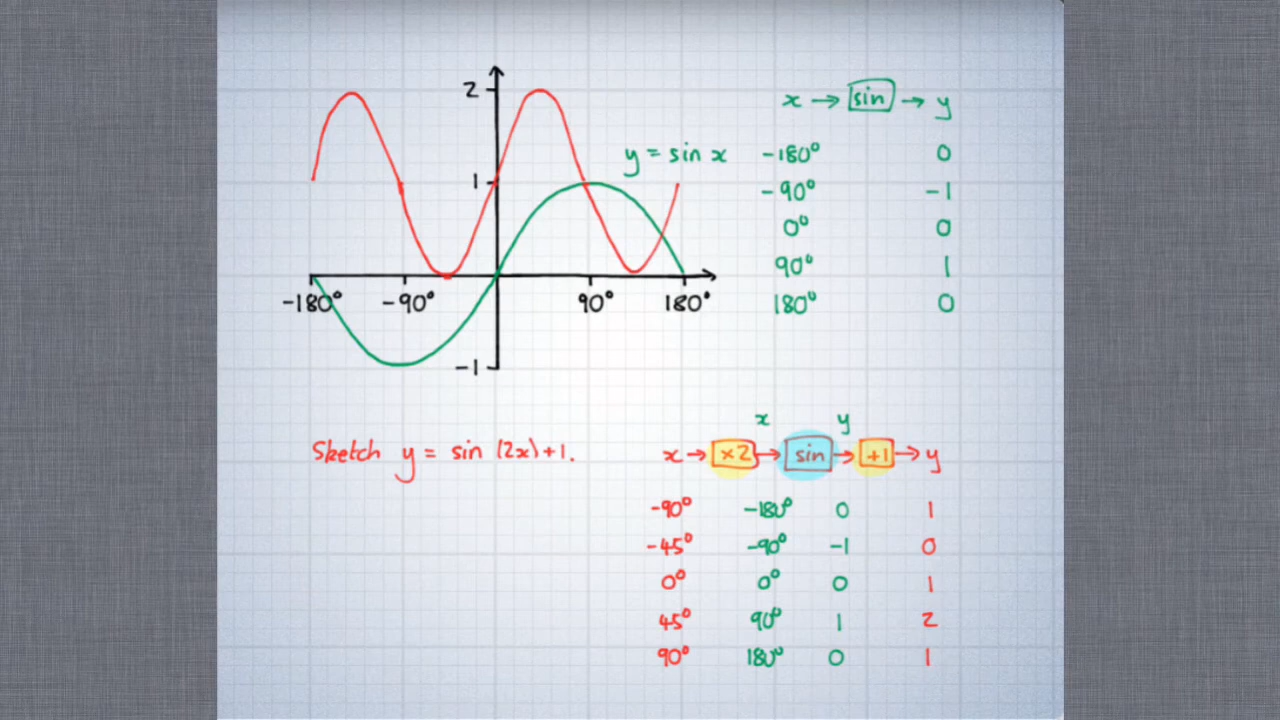 2
x → sin → y
y = sin x
-180° 0
1
-90° -1
0° 0
90° 1
-180° -90° 90° 180°
180° 0
-1
x y
Sketch y = sin (2x)+1.
x → ×2 → sin → +1 → y
-90° -180° 0 1
-45° -90° -1 0
0° 0° 0 1
45° 90° 1 2
90° 180° 0 1